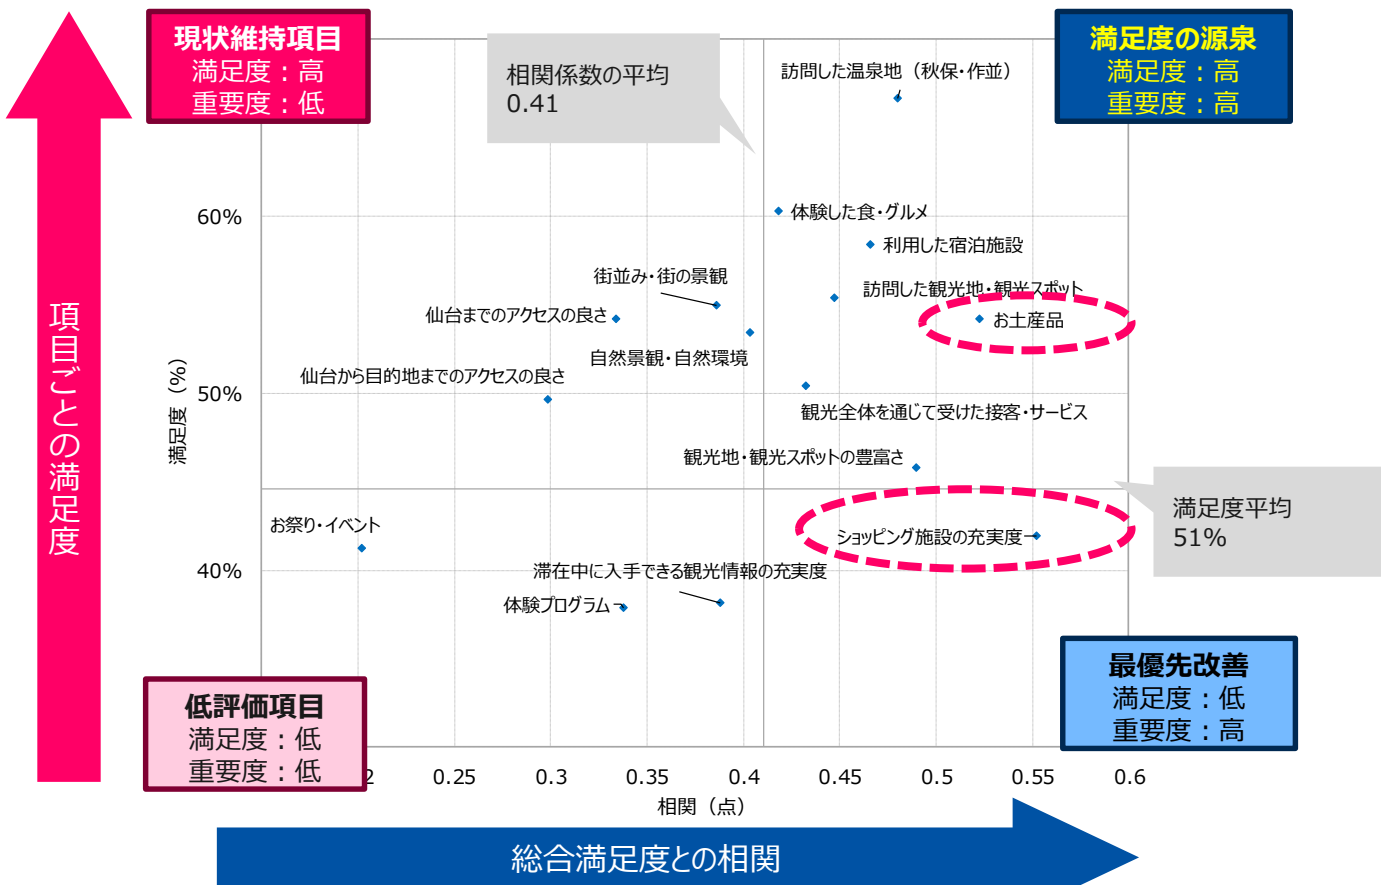 現状維持項目
満足度：高
重要度：低
相関係数の平均
0.41
訪問した温泉地（秋保・作並）
満足度の源泉
満足度：高
重要度：高
60%
体験した食・グルメ
利用した宿泊施設
街並み・街の景観
訪問した観光地・観光スポット
仙台までのアクセスの良さ
お土産品
自然景観・自然環境
仙台から目的地までのアクセスの良さ
50%
観光全体を通じて受けた接客・サービス
観光地・観光スポットの豊富さ
満足度（%）
項目ごとの満足度
満足度平均
51%
お祭り・イベント
ショッピング施設の充実度
40%
滞在中に入手できる観光情報の充実度
体験プログラム
最優先改善
満足度：低
重要度：高
低評価項目
満足度：低
重要度：低
2 0.25 0.3 0.35 0.4 0.45 0.5 0.55 0.6
相関（点）
総合満足度との相関